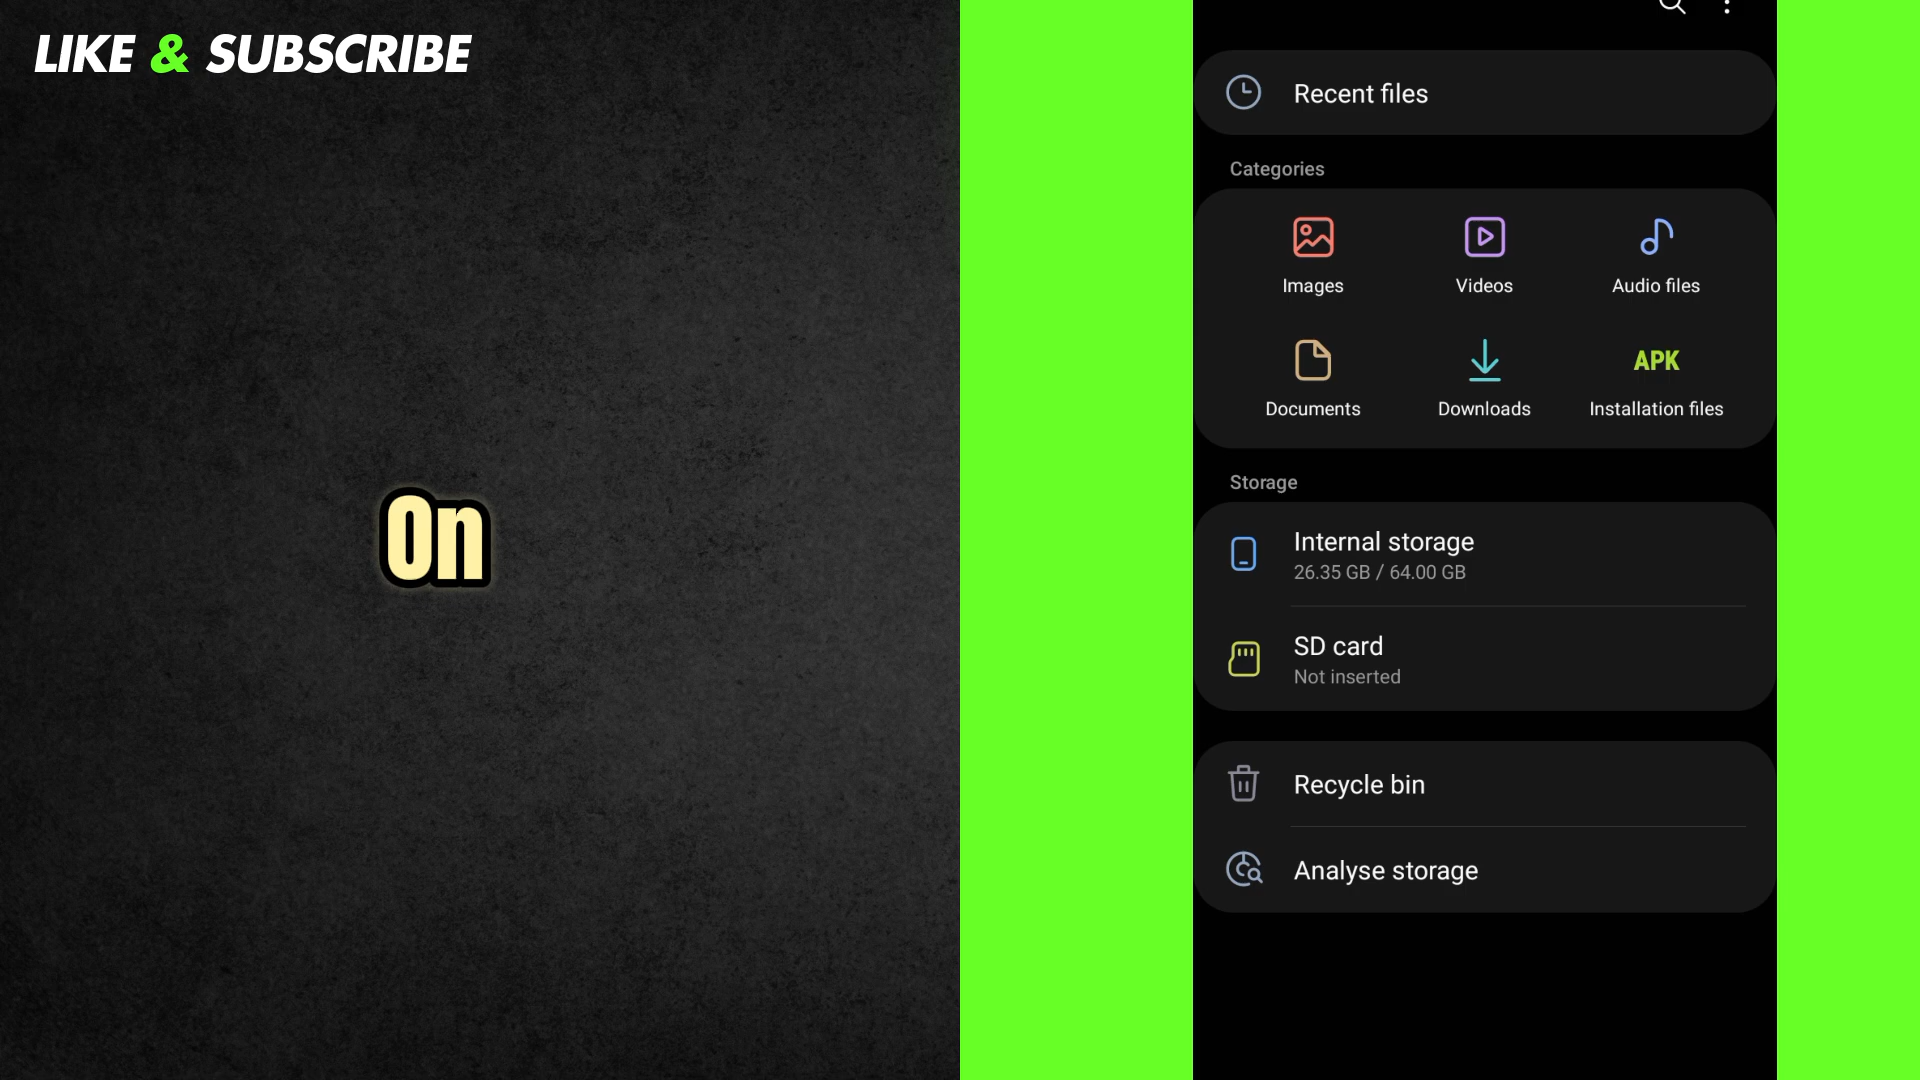 LIKE & SUBSCRIBE
On
Recent files
Categories
Images
Videos
Audio files
Documents
Downloads
APK
Installation files
Storage
Internal storage
26.35 GB / 64.00 GB
SD card
Not inserted
Recycle bin
Analyse storage